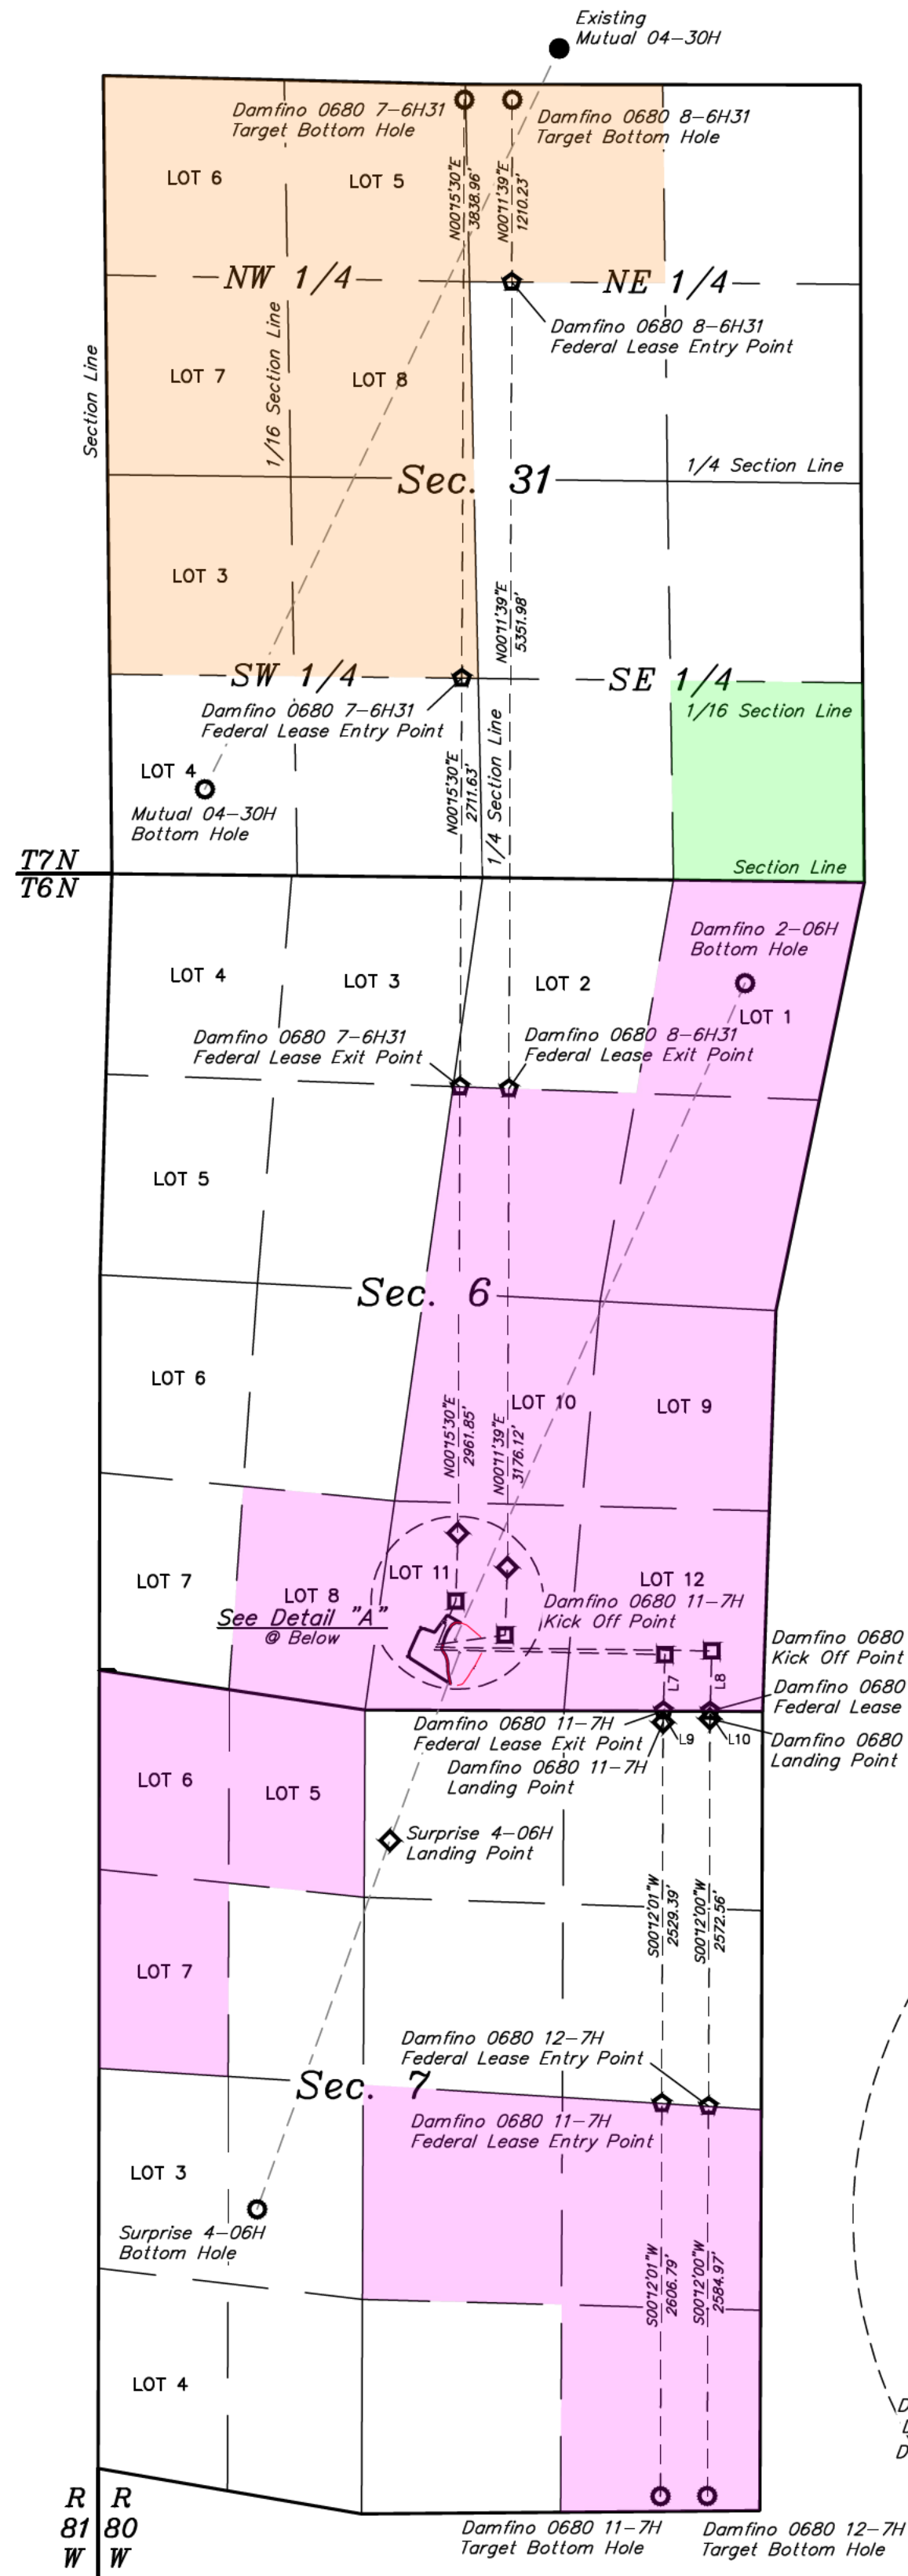 Existing
Mutual 04-30H
Damfino 0680 7-6H31
Target Bottom Hole
Damfino 0680 8-6H31
Target Bottom Hole
LOT 6
LOT 5
N00°15'30"E
3838.96'
N00°11'39"E
1210.23'
NW 1/4
NE 1/4
Damfino 0680 8-6H31
Federal Lease Entry Point
Section Line
1/16 Section Line
LOT 7
LOT 8
Sec. 31
1/4 Section Line
LOT 3
N00°11'39"E
5351.98'
SW 1/4
SE 1/4
Damfino 0680 7-6H31
Federal Lease Entry Point
1/16 Section Line
LOT 4
Mutual 04-30H
Bottom Hole
N00°15'30"E
2711.63'
1/4 Section Line
T7N
T6N
Section Line
Damfino 2-06H
Bottom Hole
LOT 4
LOT 3
LOT 2
LOT 1
Damfino 0680 7-6H31
Federal Lease Exit Point
Damfino 0680 8-6H31
Federal Lease Exit Point
LOT 5
Sec. 6
LOT 6
N00°15'30"E
2961.85'
N00°11'39"E
3176.12'
LOT 10
LOT 9
LOT 7
LOT 8
LOT 11
LOT 12
See Detail "A"
@ Below
Damfino 0680 11-7H
Kick Off Point
Damfino 0680
Kick Off Point
L7
L8
Damfino 0680
Federal Lease
Damfino 0680 11-7H
Federal Lease Exit Point
L9
L10
Damfino 0680
Landing Point
Damfino 0680 11-7H
Landing Point
LOT 6
LOT 5
Surprise 4-06H
Landing Point
S00°12'01"W
2529.39'
S00°12'00"W
2572.56'
LOT 7
Damfino 0680 12-7H
Federal Lease Entry Point
Sec. 7
Damfino 0680 11-7H
Federal Lease Entry Point
LOT 3
Surprise 4-06H
Bottom Hole
S00°12'01"W
2606.79'
S00°12'00"W
2584.97'
LOT 4
R R
81 80
W W
Damfino 0680 11-7H
Target Bottom Hole
Damfino 0680 12-7H
Target Bottom Hole